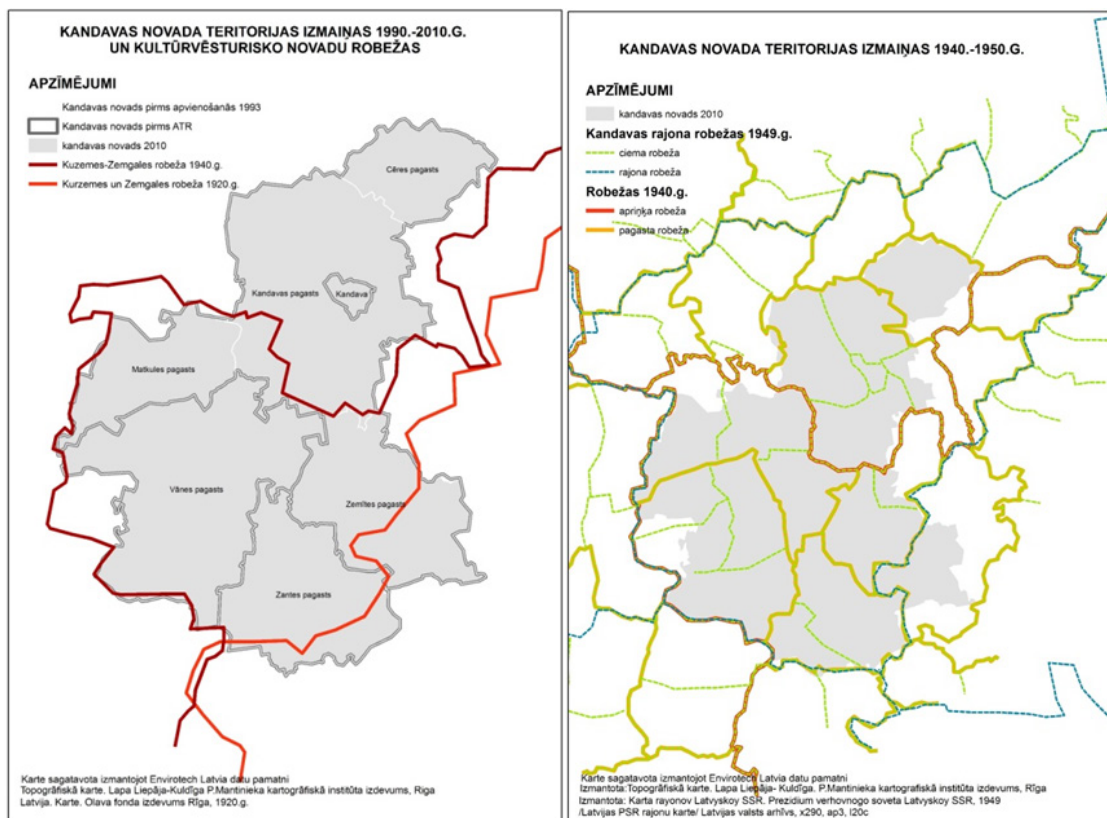 KANDAVAS NOVADA TERITORIJAS IZMAIŅAS 1990.-2010.G.
UN KULTŪRVĒSTURISKO NOVADU ROBEŽAS
APZĪMĒJUMI
Kandavas novads pirms apvienošanās 1993
Kandavas novads pirms ATR
kandavas novads 2010
Kuzemes-Zemgales robeža 1940.g.
Kurzemes un Zemgales robeža 1920.g.
Cēres pagasts
Kandavas pagasts
Kandava
Matkules pagasts
Vānes pagasts
Zemītes pagasts
Zantes pagasts
Karte sagatavota izmantojot Envirotech Latvia datu pamatni
Topogrāfiskā karte. Lapa Liepāja-Kuldīga P.Mantinieka kartogrāfiskā institūta izdevums, Riga
Latvija. Karte. Olava fonda izdevums Rīga, 1920.g.
KANDAVAS NOVADA TERITORIJAS IZMAIŅAS 1940.-1950.G.
APZĪMĒJUMI
kandavas novads 2010
Kandavas rajona robežas 1949.g.
ciema robeža
rajona robeža
Robežas 1940.g.
apriņķa robeža
pagasta robeža
Karte sagatavota izmantojot Envirotech Latvia datu pamatni
Izmantota:Topogrāfiskā karte. Lapa Liepāja- Kuldīga. P.Mantinieka kartografiskā institūta izdevums, Rīga
Izmantota: Karta rayonov Latvyskoy SSR. Prezidium verhovnogo soveta Latvyskoy SSR, 1949
/Latvijas PSR rajonu karte/ Latvijas valsts arhīvs, x290, ap3, l20c